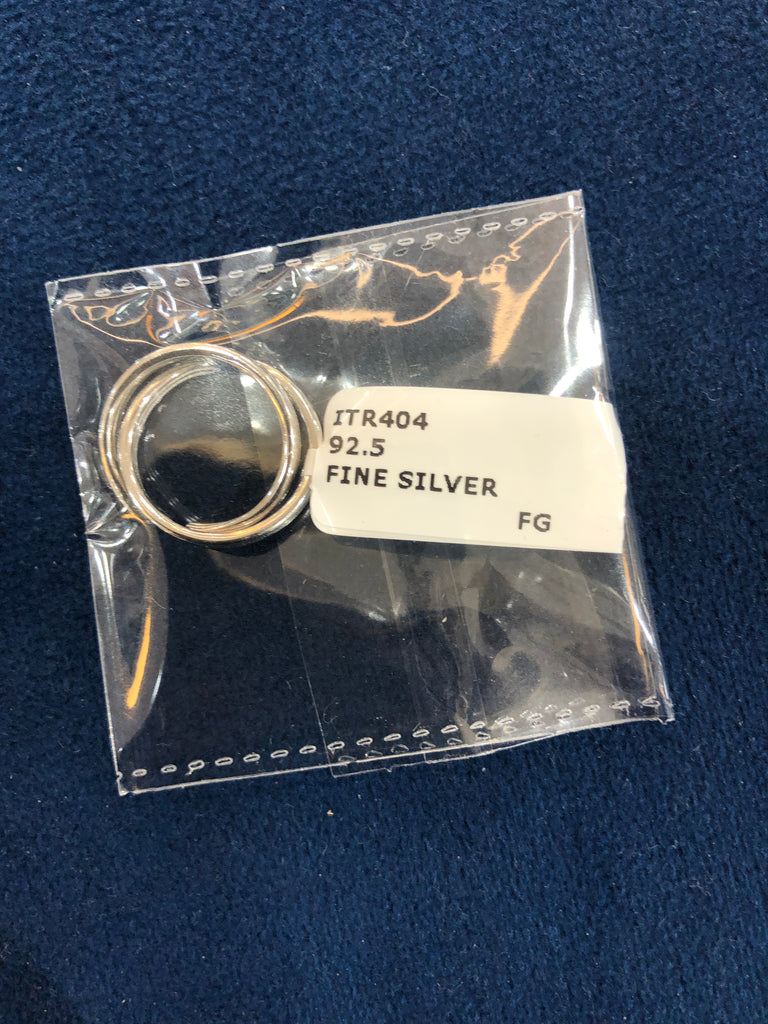 ITR404
92.5
FINE SILVER
FG